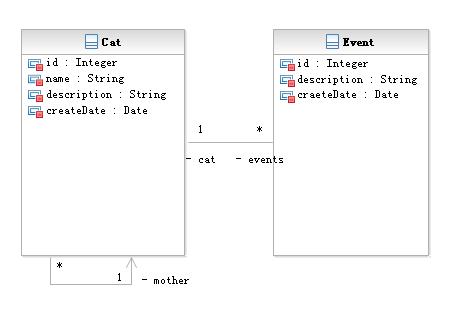 Cat
id : Integer
name : String
description : String
createDate : Date
Event
id : Integer
description : String
craeteDate : Date
1 *
- cat - events
*
1 - mother